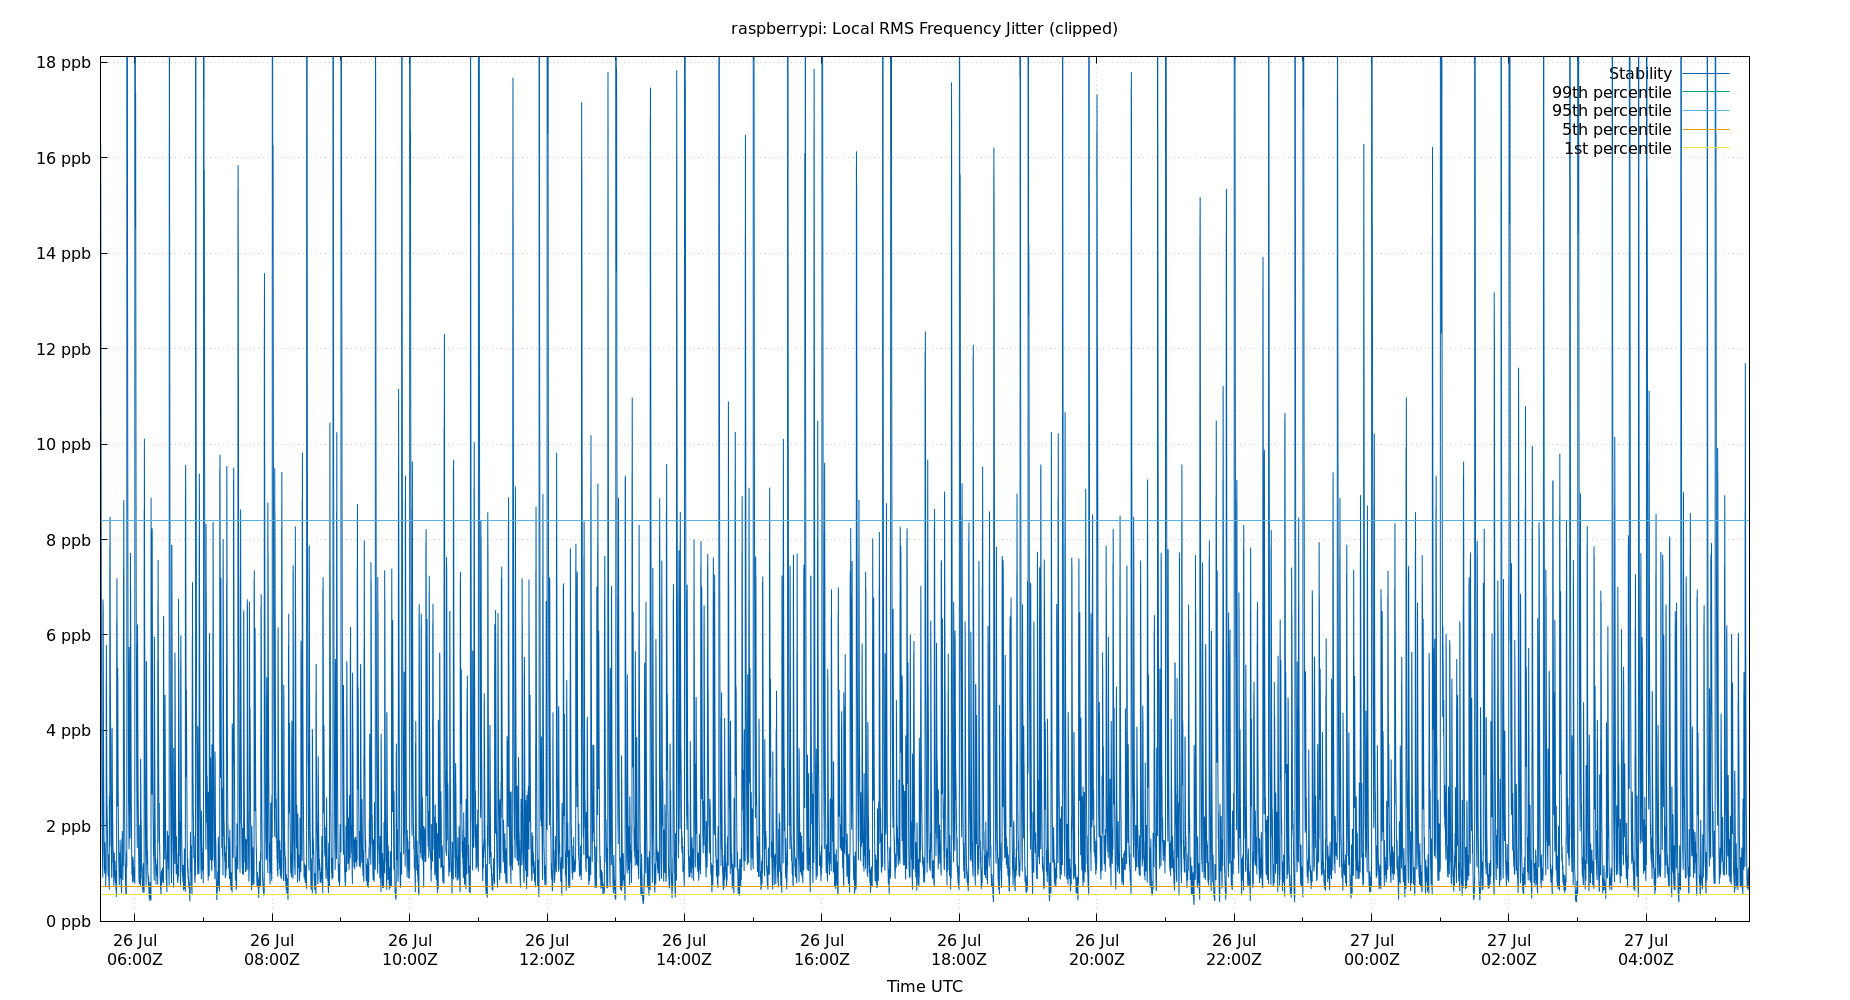 raspberrypi: Local RMS Frequency Jitter (clipped)
18 ppb
16 ppb
14 ppb
12 ppb
10 ppb
8 ppb
6 ppb
4 ppb
2 ppb
0 ppb
Stability
99th percentile
95th percentile
5th percentile
1st percentile
26 Jul 26 Jul 26 Jul 26 Jul 26 Jul 26 Jul 26 Jul 26 Jul 26 Jul 27 Jul 27 Jul 27 Jul
06:00Z 08:00Z 10:00Z 12:00Z 14:00Z 16:00Z 18:00Z 20:00Z 22:00Z 00:00Z 02:00Z 04:00Z
Time UTC